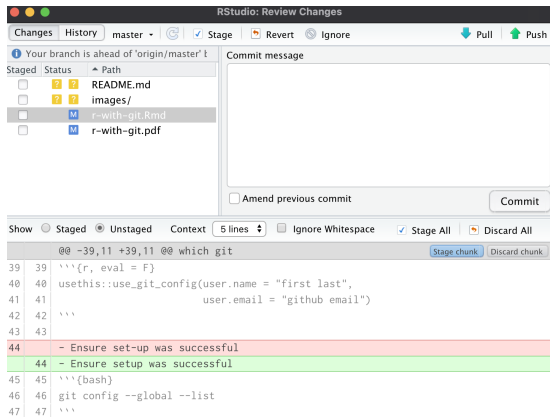 RStudio: Review Changes
Changes History master Stage Revert Ignore Pull Push
Your branch is ahead of 'origin/master' b
Commit message
Staged Status Path
? ? README.md
? ? images/
M r-with-git.Rmd
M r-with-git.pdf
Amend previous commit
Commit
Show Staged Unstaged Context 5 lines Ignore Whitespace Stage All Discard All
@@ -39,11 +39,11 @@ which git Stage chunk Discard chunk
39 39 ```{r, eval = F}
40 40 usethis::use_git_config(user.name = "first last",
41 41 user.email = "github email")
42 42 ```
43 43
44 - Ensure set-up was successful
44 - Ensure setup was successful
45 45 ```{bash}
46 46 git config --global --list
47 47 ```